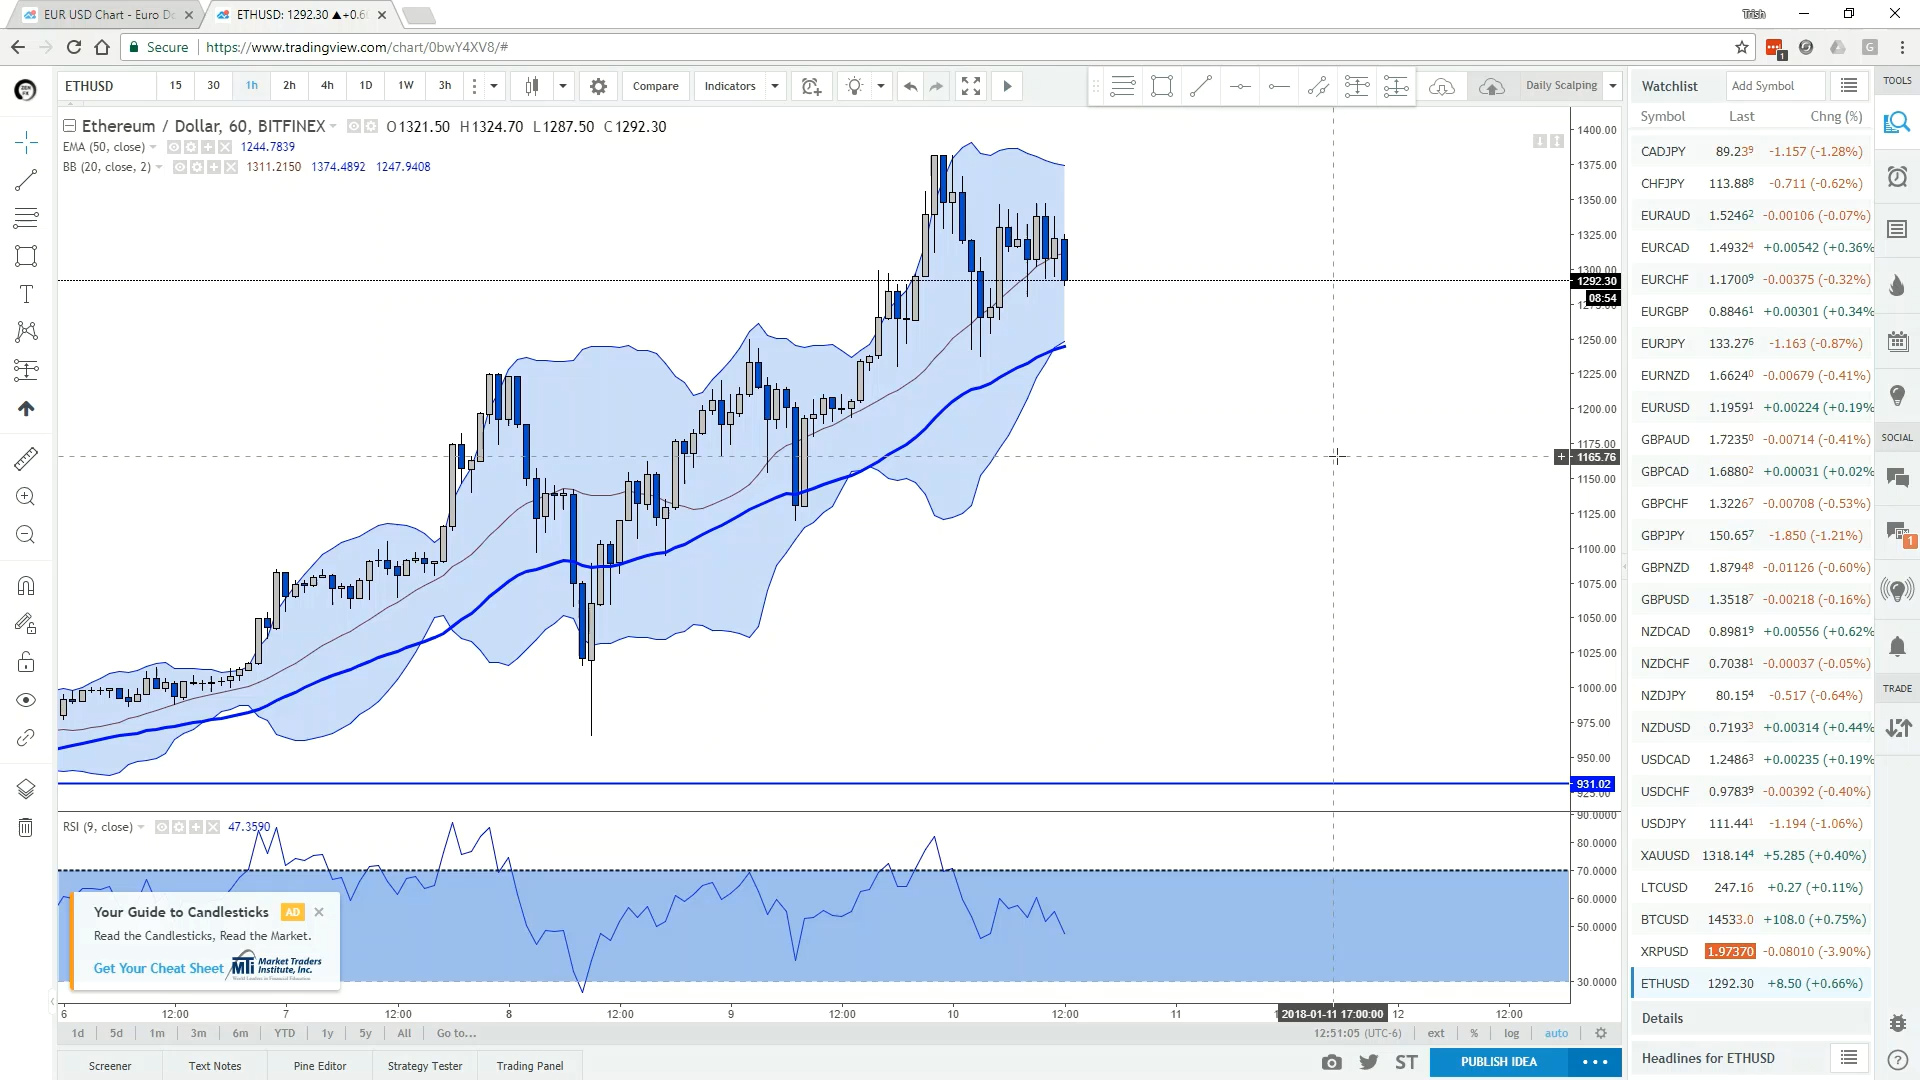 EUR USD Chart - Euro Do
ETHUSD: 1292.30 ▲+0.6
Trish
Secure https://www.tradingview.com/chart/0bwY4XV8/#
ETHUSD 15 30 1h 2h 4h 1D 1W 3h Compare Indicators Daily Scalping
Ethereum / Dollar, 60, BITFINEX O1321.50 H1324.70 L1287.50 C1292.30
EMA (50, close) 1244.7839
BB (20, close, 2) 1311.2150 1374.4892 1247.9408
1400.00
1375.00
1350.00
1325.00
1300.00
1292.30
08:54
1250.00
1225.00
1200.00
1175.00
1165.76
1150.00
1125.00
1100.00
1075.00
1050.00
1025.00
1000.00
975.00
950.00
931.02
925.00
RSI (9, close) 47.3590
90.0000
80.0000
70.0000
60.0000
50.0000
30.0000
Your Guide to Candlesticks AD
Read the Candlesticks, Read the Market.
Get Your Cheat Sheet
MTI Market Traders Institute, Inc.
6 12:00 7 12:00 8 12:00 9 12:00 10 12:00 11 2018-01-11 17:00:00 12 12:00
1d 5d 1m 3m 6m YTD 1y 5y All Go to... 12:51:05 (UTC-6) ext % log auto
Screener Text Notes Pine Editor Strategy Tester Trading Panel ST PUBLISH IDEA
Watchlist Add Symbol
Symbol Last Chng (%)
CADJPY 89.239 -1.157 (-1.28%)
CHFJPY 113.888 -0.711 (-0.62%)
EURAUD 1.52462 -0.00106 (-0.07%)
EURCAD 1.49324 +0.00542 (+0.36%
EURCHF 1.17009 -0.00375 (-0.32%)
EURGBP 0.88461 +0.00301 (+0.34%
EURJPY 133.276 -1.163 (-0.87%)
EURNZD 1.66240 -0.00679 (-0.41%)
EURUSD 1.19591 +0.00224 (+0.19%
GBPAUD 1.72350 -0.00714 (-0.41%)
GBPCAD 1.68802 +0.00031 (+0.02%
GBPCHF 1.32267 -0.00708 (-0.53%)
GBPJPY 150.657 -1.850 (-1.21%)
GBPNZD 1.87948 -0.01126 (-0.60%)
GBPUSD 1.35187 -0.00218 (-0.16%)
NZDCAD 0.89819 +0.00556 (+0.62%
NZDCHF 0.70381 -0.00037 (-0.05%)
NZDJPY 80.154 -0.517 (-0.64%)
NZDUSD 0.71933 +0.00314 (+0.44%
USDCAD 1.24863 +0.00235 (+0.19%
USDCHF 0.97839 -0.00392 (-0.40%)
USDJPY 111.441 -1.194 (-1.06%)
XAUUSD 1318.144 +5.285 (+0.40%)
LTCUSD 247.16 +0.27 (+0.11%)
BTCUSD 14533.0 +108.0 (+0.75%)
XRPUSD 1.97370 -0.08010 (-3.90%)
ETHUSD 1292.30 +8.50 (+0.66%)
Details
Headlines for ETHUSD
TOOLS
SOCIAL
1
TRADE